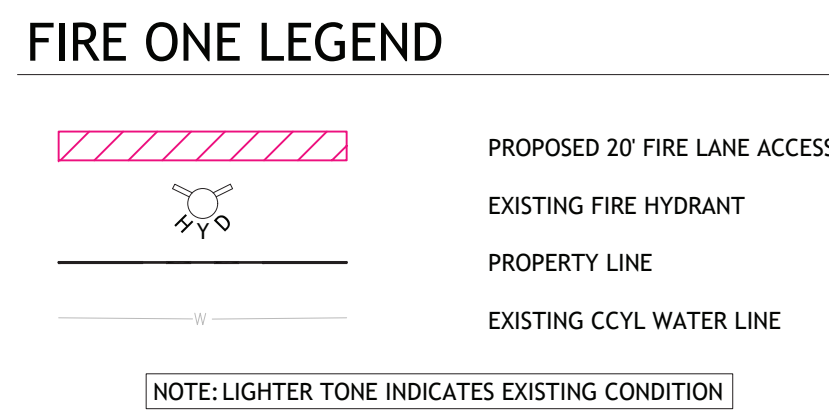 FIRE ONE LEGEND
PROPOSED 20' FIRE LANE ACCESS
HYD
EXISTING FIRE HYDRANT
PROPERTY LINE
W
EXISTING CCYL WATER LINE
NOTE: LIGHTER TONE INDICATES EXISTING CONDITION